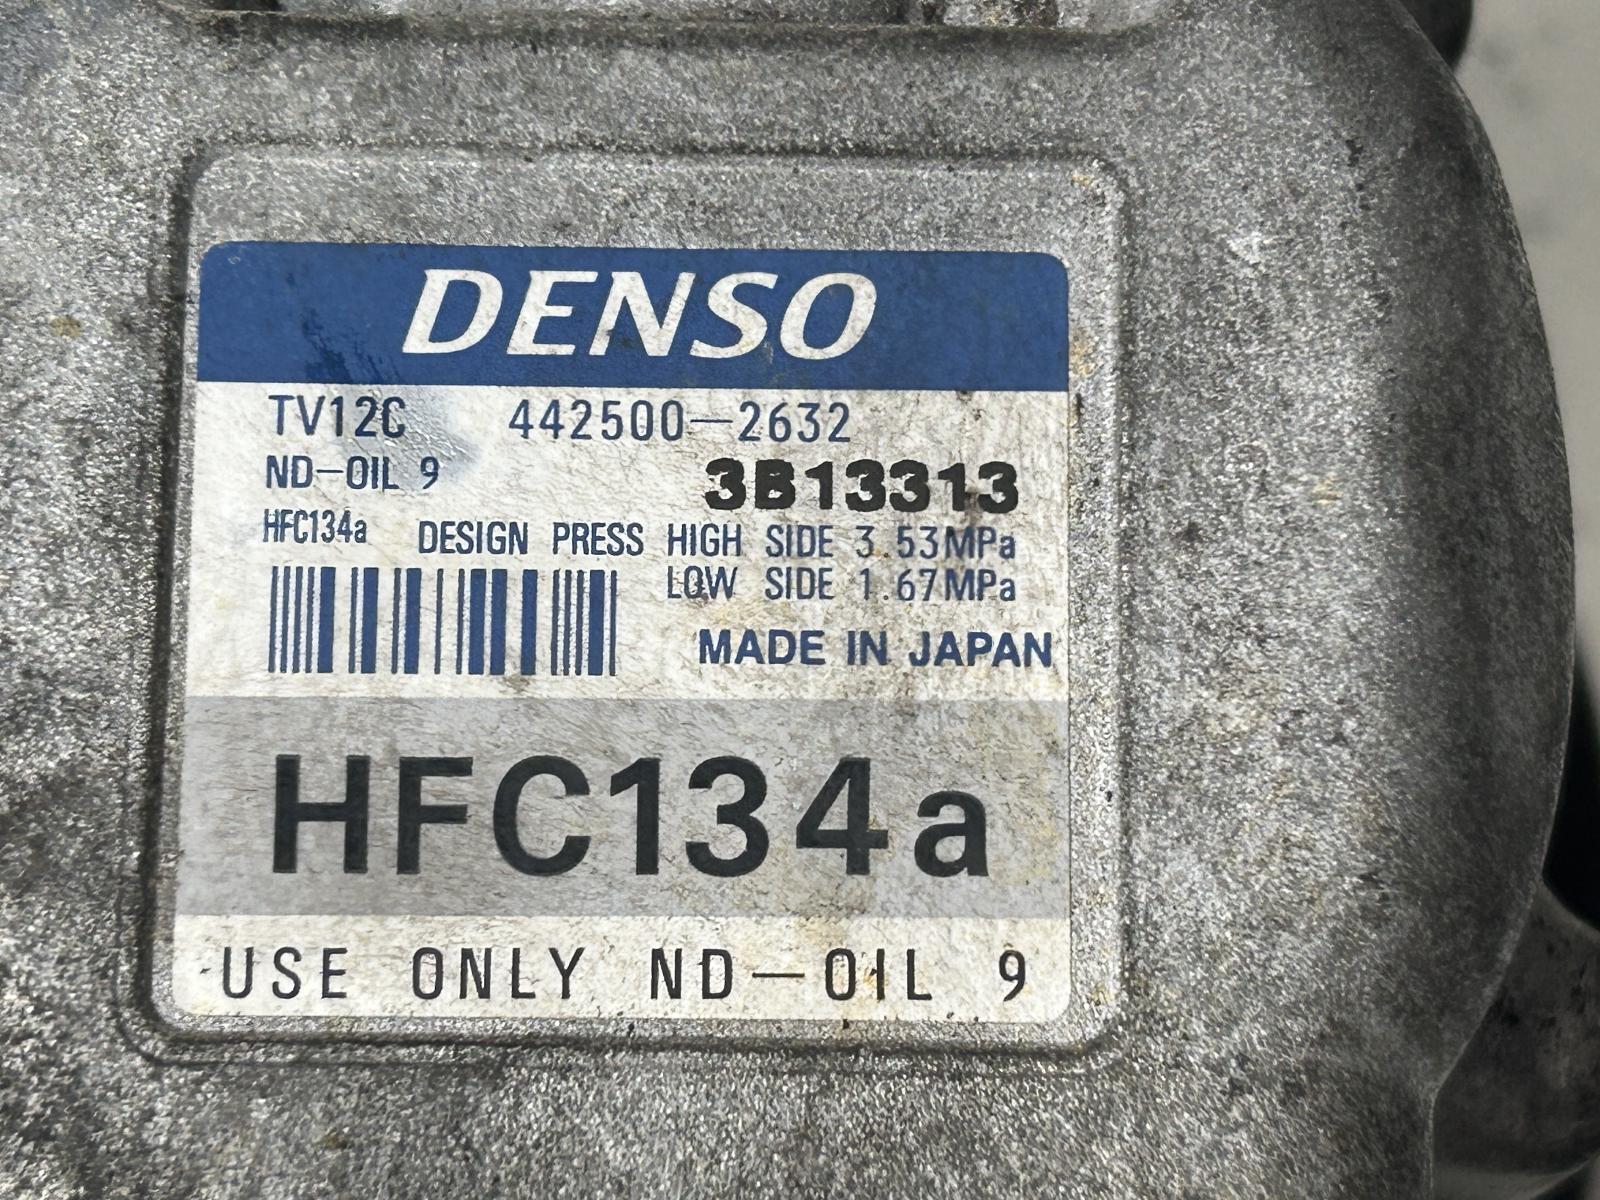 DENSO
TV12C 442500-2632
ND-OIL 9 3B13313
HFC134a DESIGN PRESS HIGH SIDE 3.53MPa
LOW SIDE 1.67MPa
MADE IN JAPAN
HFC134a
USE ONLY ND-OIL 9